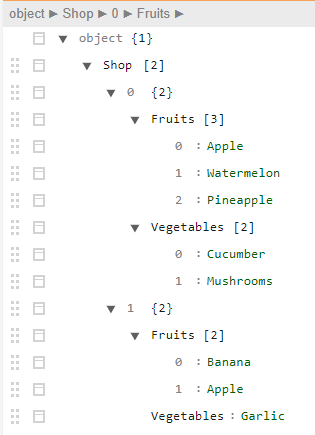 object ▶ Shop ▶ 0 ▶ Fruits ▶
▼ object {1}
▼ Shop [2]
▼ 0 {2}
▼ Fruits [3]
0 : Apple
1 : Watermelon
2 : Pineapple
▼ Vegetables [2]
0 : Cucumber
1 : Mushrooms
▼ 1 {2}
▼ Fruits [2]
0 : Banana
1 : Apple
Vegetables : Garlic